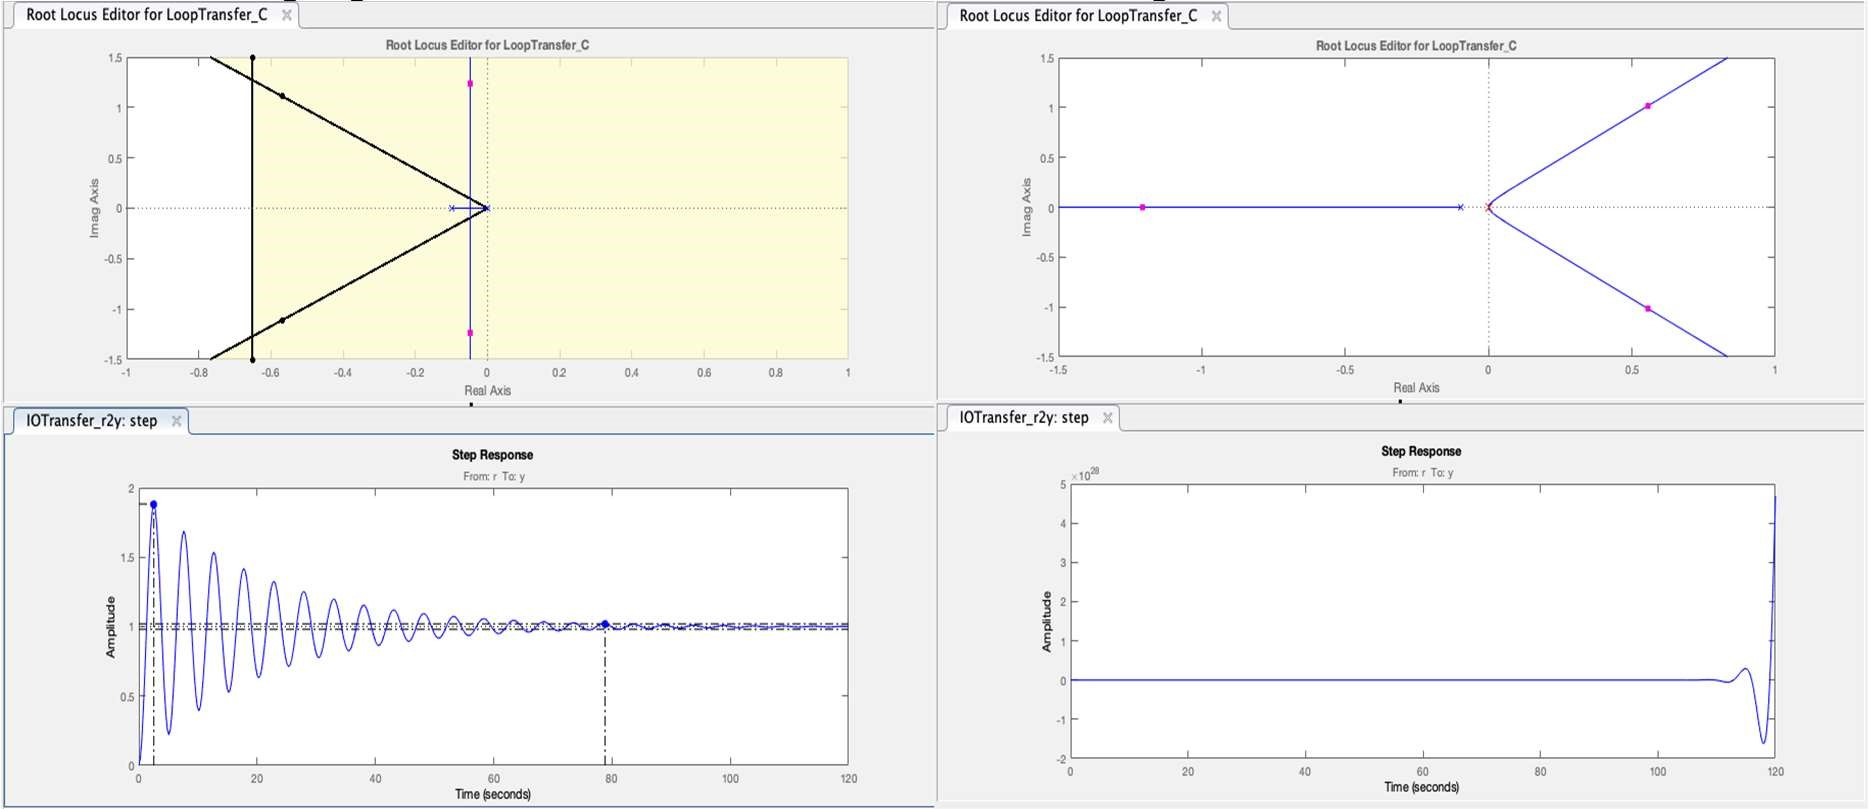 Root Locus Editor for LoopTransfer_C
Root Locus Editor for LoopTransfer_C
1.5
1
0.5
0
-0.5
-1
-1.5
Imag Axis
-1 -0.8 -0.6 -0.4 -0.2 0 0.2 0.4 0.6 0.8 1
Real Axis
Root Locus Editor for LoopTransfer_C
Root Locus Editor for LoopTransfer_C
1.5
1
0.5
0
-0.5
-1
-1.5
Imag Axis
-1.5 -1 -0.5 0 0.5 1
Real Axis
IOTransfer_r2y: step
Step Response
From: r To: y
2
1.5
1
0.5
0
Amplitude
0 20 40 60 80 100 120
Time (seconds)
IOTransfer_r2y: step
Step Response
From: r To: y
×10^28
5
4
3
2
1
0
-1
-2
Amplitude
0 20 40 60 80 100 120
Time (seconds)